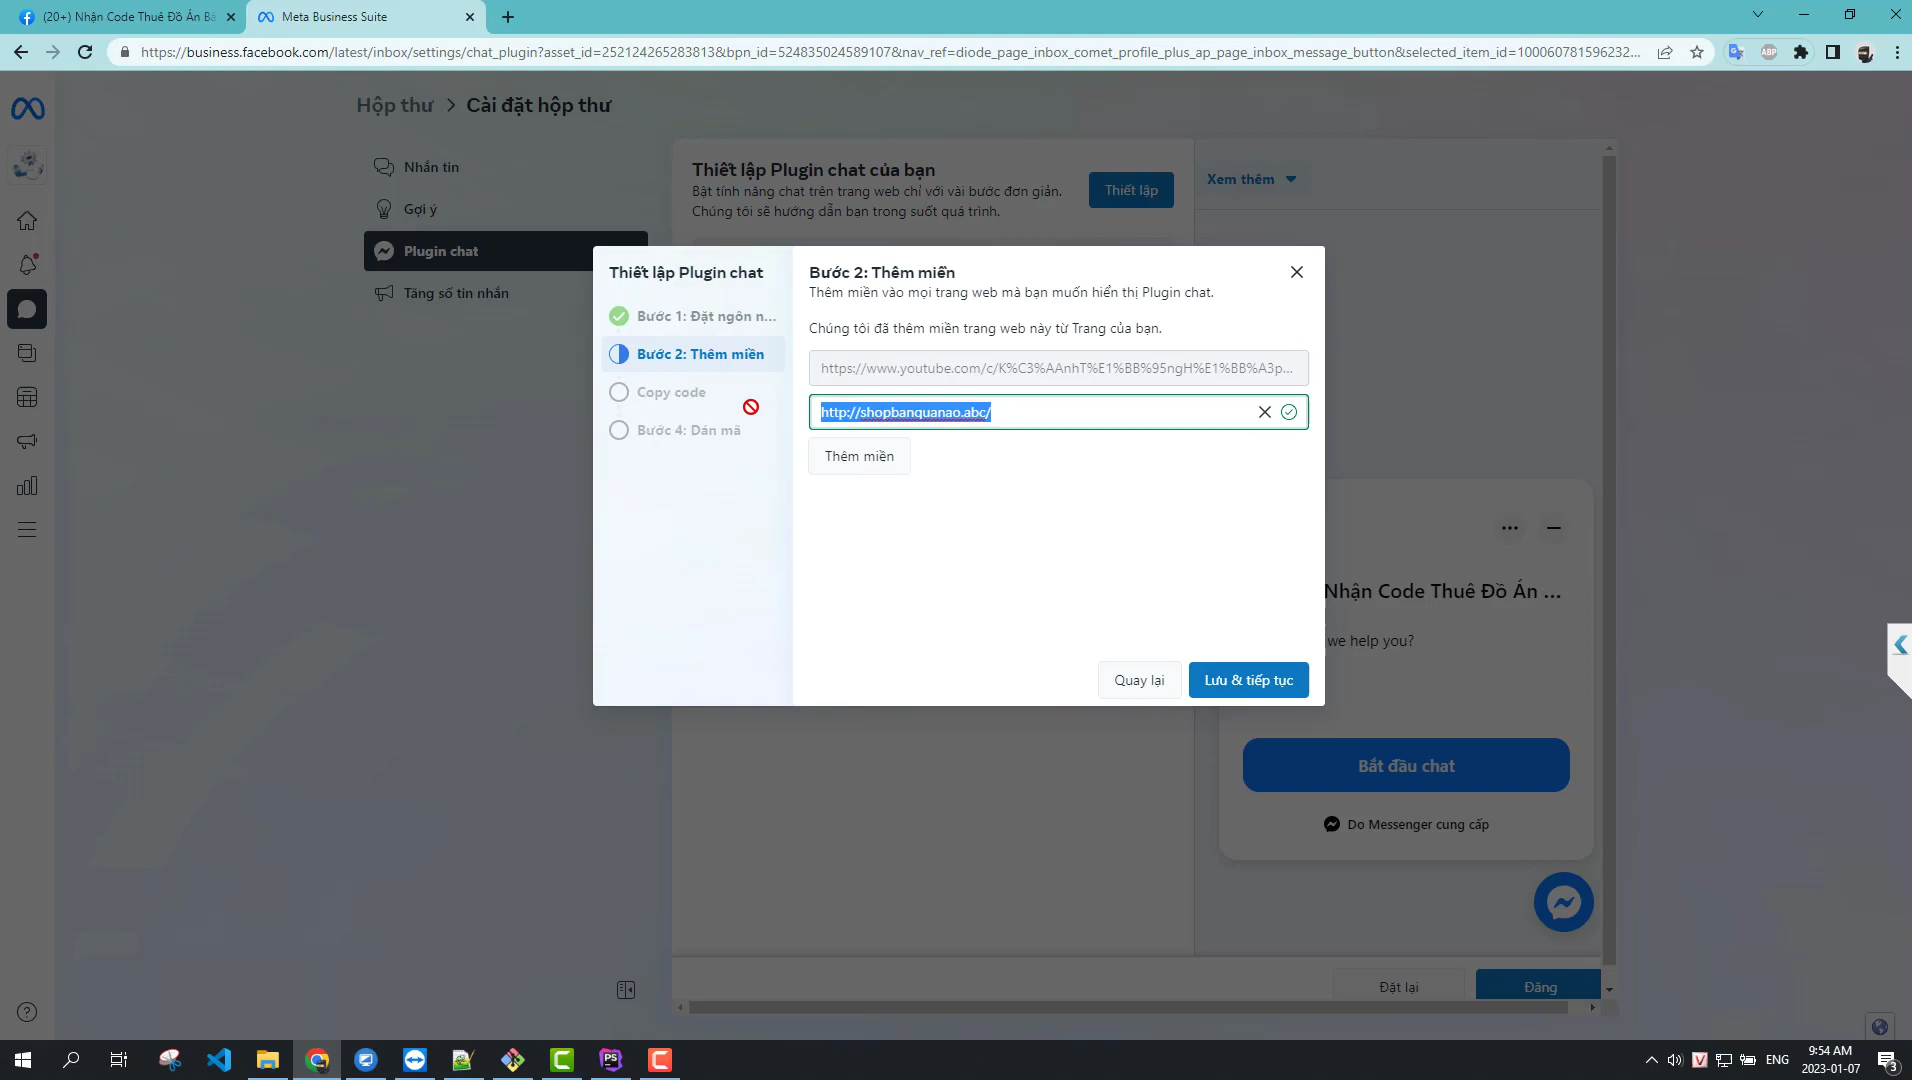 (20+) Nhận Code Thuê Đồ Án Bà
Meta Business Suite
https://business.facebook.com/latest/inbox/settings/chat_plugin?asset_id=252124265283813&bpn_id=524835024589107&nav_ref=diode_page_inbox_comet_profile_plus_ap_page_inbox_message_button&selected_item_id=100060781596232...
ABP
Hộp thư
Cài đặt hộp thư
Nhắn tin
Gợi ý
Plugin chat
Tăng số tin nhắn
Thiết lập Plugin chat của bạn
Bật tính năng chat trên trang web chỉ với vài bước đơn giản.
Chúng tôi sẽ hướng dẫn bạn trong suốt quá trình.
Thiết lập
Xem thêm
Thiết lập Plugin chat
Bước 1: Đặt ngôn n...
Bước 2: Thêm miền
Copy code
Bước 4: Dán mã
Bước 2: Thêm miền
Thêm miền vào mọi trang web mà bạn muốn hiển thị Plugin chat.
Chúng tôi đã thêm miền trang web này từ Trang của bạn.
https://www.youtube.com/c/K%C3%AAnhT%E1%BB%95ngH%E1%BB%A3p...
http://shopbanquanao.abc/
Thêm miền
Quay lại
Lưu & tiếp tục
Nhận Code Thuê Đồ Án ...
we help you?
Bắt đầu chat
Do Messenger cung cấp
Đặt lại
Đăng
PS
V
ENG
9:54 AM
2023-01-07
3